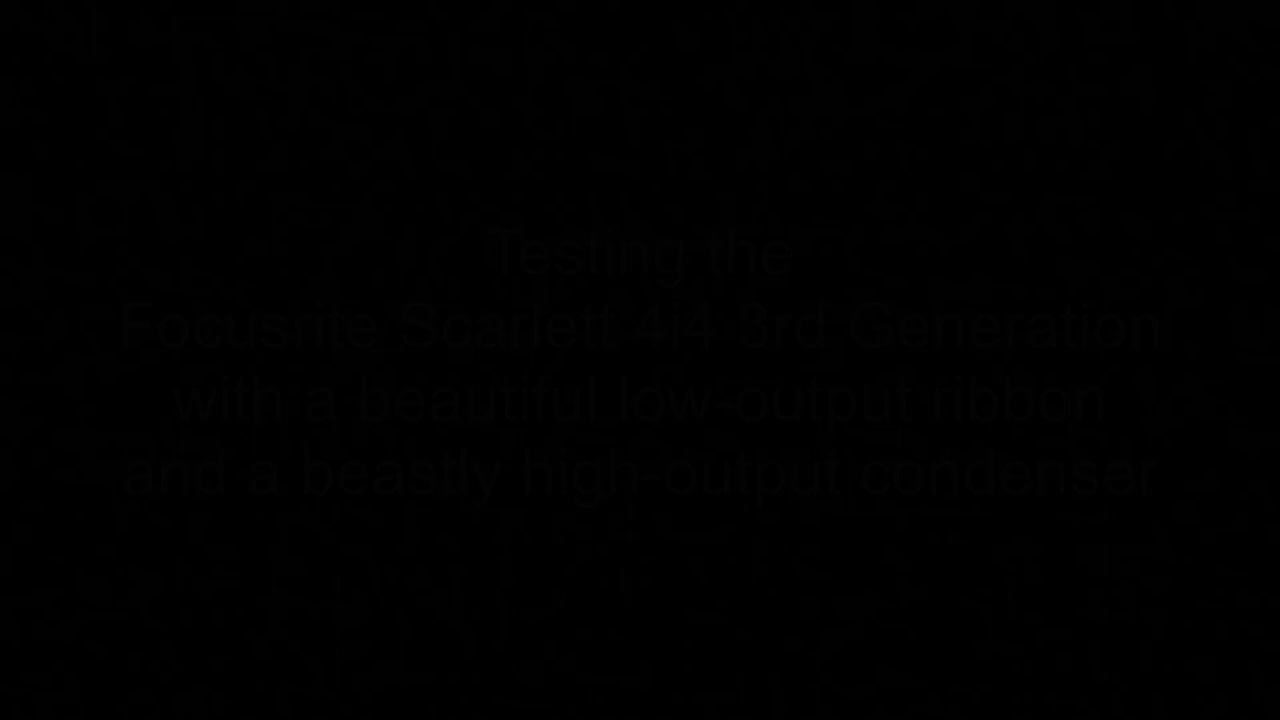 Testing the
Focusrite Scarlett 4i4 3rd Generation
with a beautiful low-output ribbon
and a beastly high-output condenser